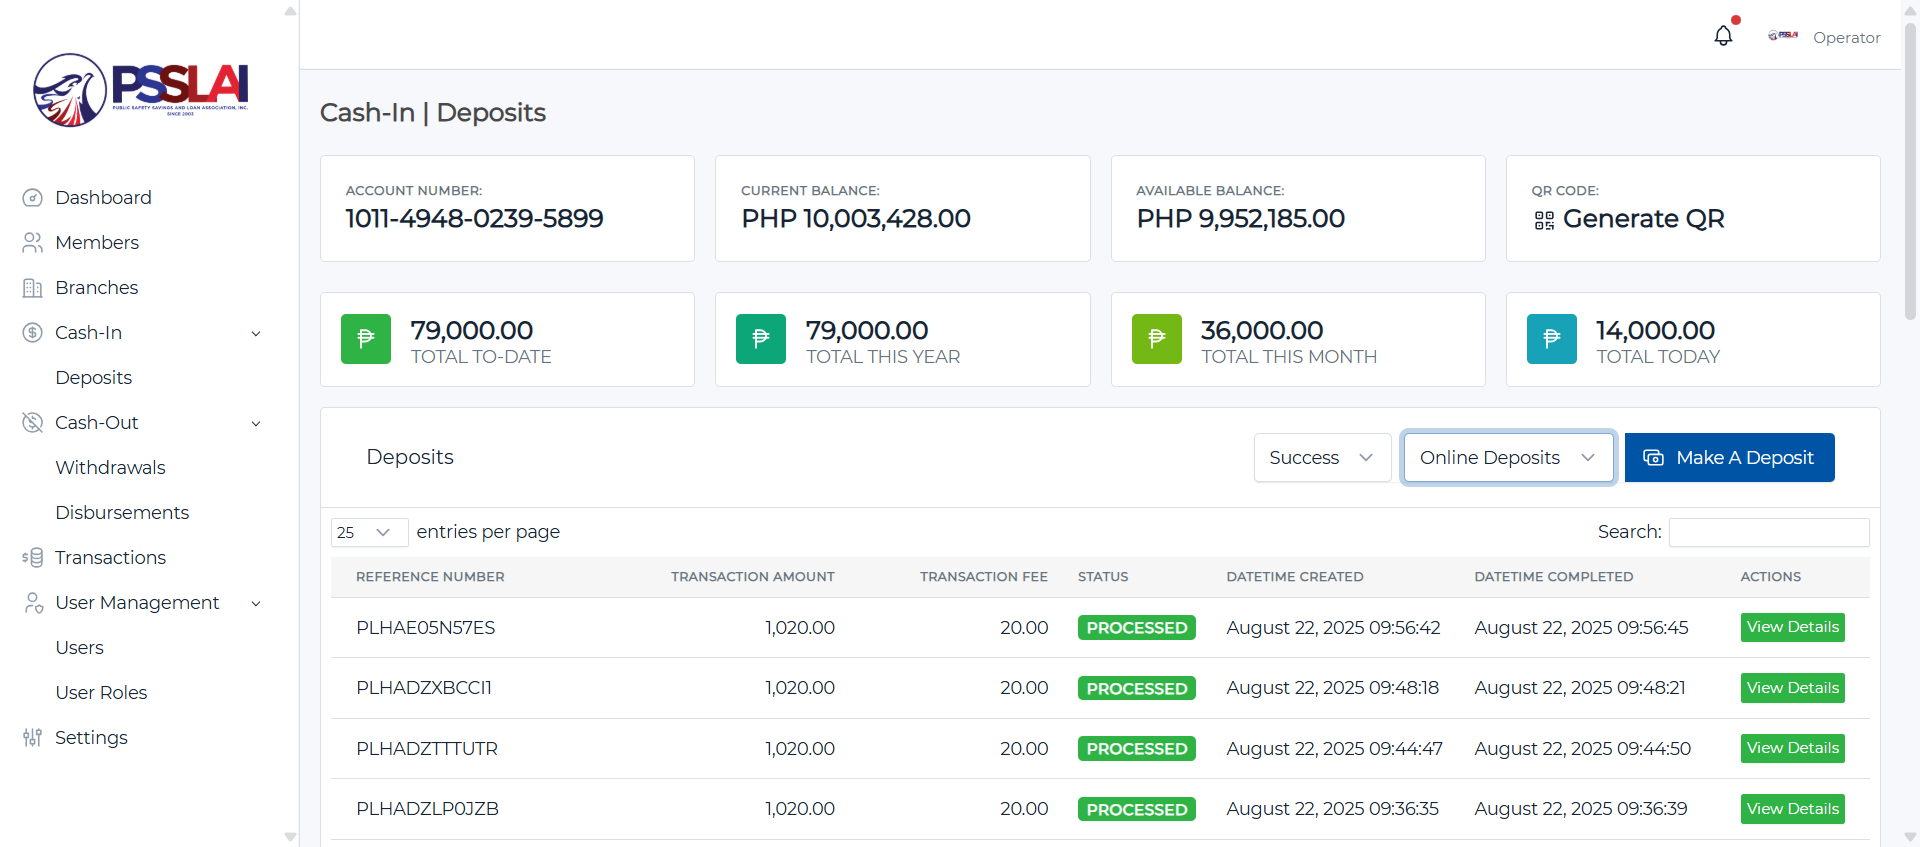 PSSLAI
PUBLIC SAFETY SAVINGS AND LOAN ASSOCIATION, INC.
SINCE 2003
Dashboard
Members
Branches
Cash-In
Deposits
Cash-Out
Withdrawals
Disbursements
Transactions
User Management
Users
User Roles
Settings
PSSLAI Operator
Cash-In | Deposits
ACCOUNT NUMBER:
1011-4948-0239-5899
CURRENT BALANCE:
PHP 10,003,428.00
AVAILABLE BALANCE:
PHP 9,952,185.00
QR CODE:
Generate QR
₱ 79,000.00
TOTAL TO-DATE
₱ 79,000.00
TOTAL THIS YEAR
₱ 36,000.00
TOTAL THIS MONTH
₱ 14,000.00
TOTAL TODAY
Deposits Success Online Deposits Make A Deposit
25 entries per page Search:
REFERENCE NUMBER TRANSACTION AMOUNT TRANSACTION FEE STATUS DATETIME CREATED DATETIME COMPLETED ACTIONS
PLHAE05N57ES 1,020.00 20.00 PROCESSED August 22, 2025 09:56:42 August 22, 2025 09:56:45 View Details
PLHADZXBCCI1 1,020.00 20.00 PROCESSED August 22, 2025 09:48:18 August 22, 2025 09:48:21 View Details
PLHADZTTTUTR 1,020.00 20.00 PROCESSED August 22, 2025 09:44:47 August 22, 2025 09:44:50 View Details
PLHADZLP0JZB 1,020.00 20.00 PROCESSED August 22, 2025 09:36:35 August 22, 2025 09:36:39 View Details